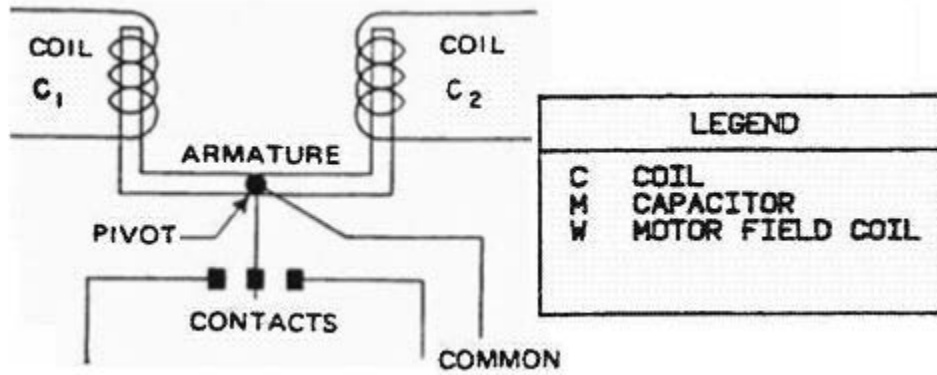 COIL
C1
COIL
C2
ARMATURE
PIVOT
CONTACTS
COMMON
LEGEND
C COIL
M CAPACITOR
W MOTOR FIELD COIL